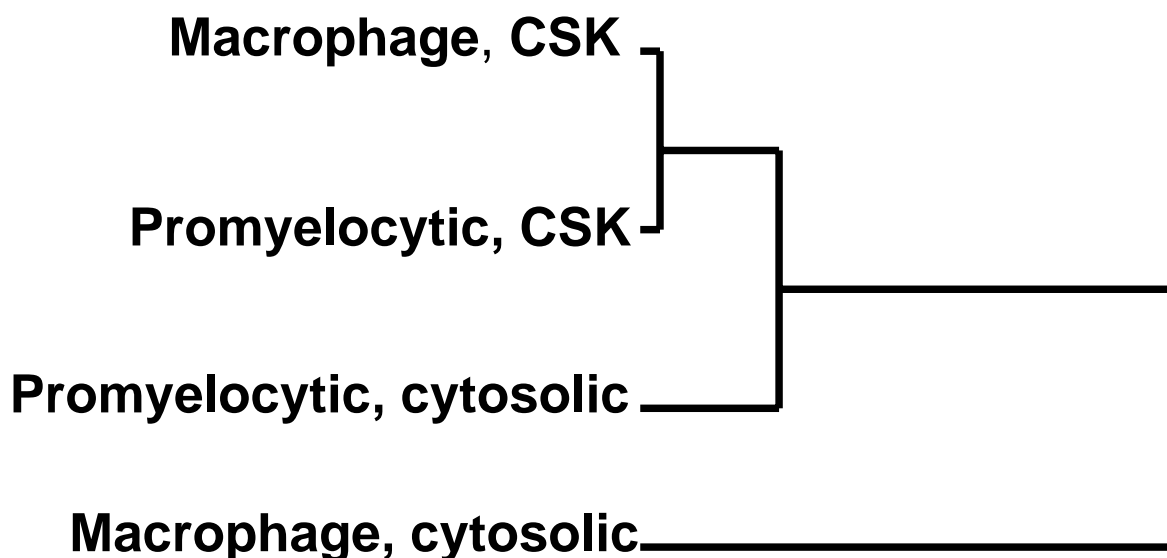 Macrophage, CSK
Promyelocytic, CSK
Promyelocytic, cytosolic
Macrophage, cytosolic